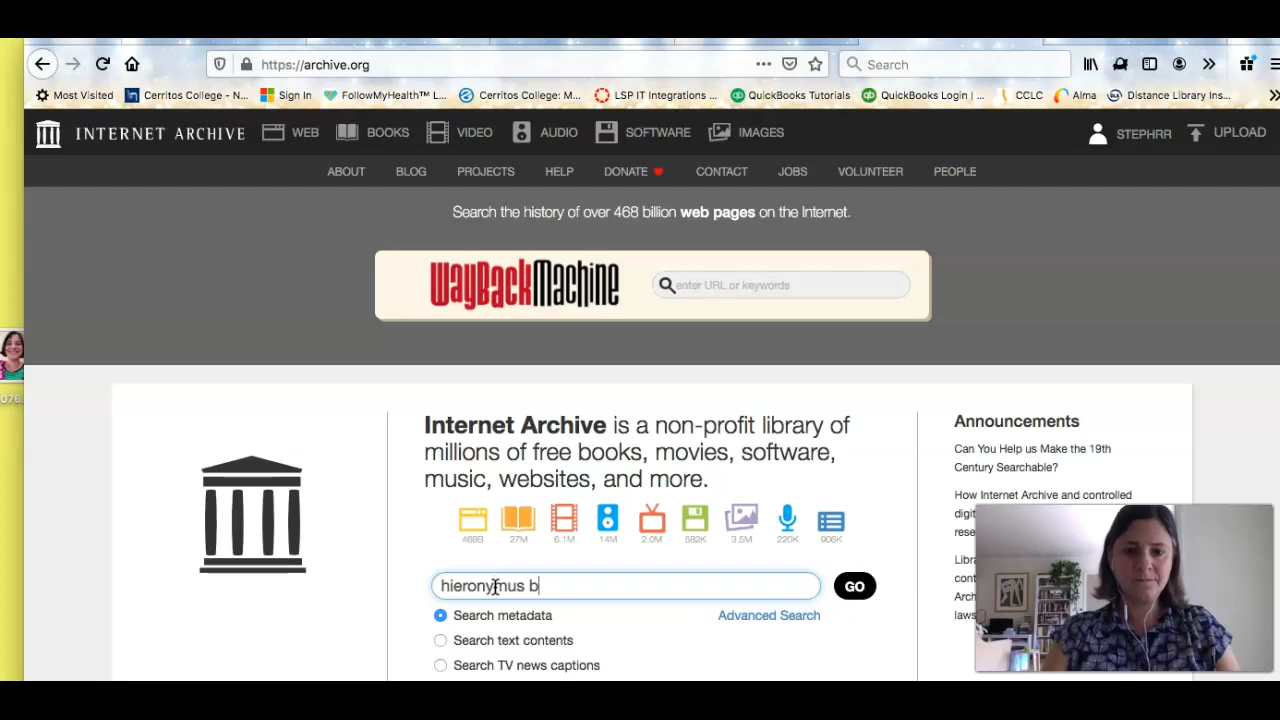 https://archive.org
Search
Most Visited
Cerritos College - N...
Sign In
FollowMyHealth™ L...
Cerritos College: M...
LSP IT Integrations ...
QuickBooks Tutorials
QuickBooks Login | ...
CCLC
Alma
Distance Library Ins...
INTERNET ARCHIVE
WEB
BOOKS
VIDEO
AUDIO
SOFTWARE
IMAGES
STEPHRR
UPLOAD
ABOUT
BLOG
PROJECTS
HELP
DONATE
CONTACT
JOBS
VOLUNTEER
PEOPLE
Search the history of over 468 billion web pages on the Internet.
WayBackMachine
enter URL or keywords
Internet Archive is a non-profit library of
millions of free books, movies, software,
music, websites, and more.
468B
27M
6.1M
14M
2.0M
582K
3.5M
220K
906K
hieronymus b
GO
Search metadata
Advanced Search
Search text contents
Search TV news captions
Announcements
Can You Help us Make the 19th
Century Searchable?
How Internet Archive and controlled
076.